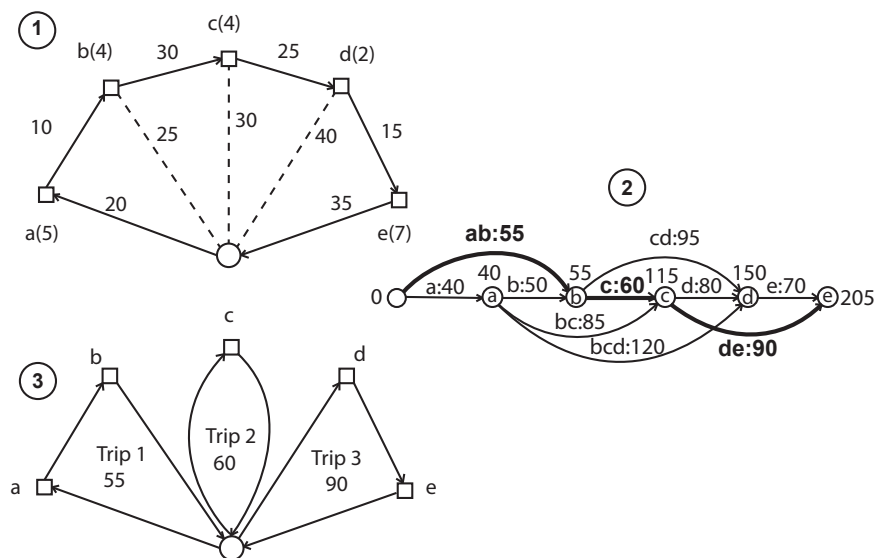 1
c(4)
b(4)
30
25
d(2)
10
25
30
40
15
20
35
a(5)
e(7)
2
ab:55
cd:95
0
a:40
40
a
b:50
55
b
c:60
115
c
d:80
150
d
e:70
e
205
bc:85
bcd:120
de:90
3
b
c
d
Trip 1
55
Trip 2
60
Trip 3
90
a
e